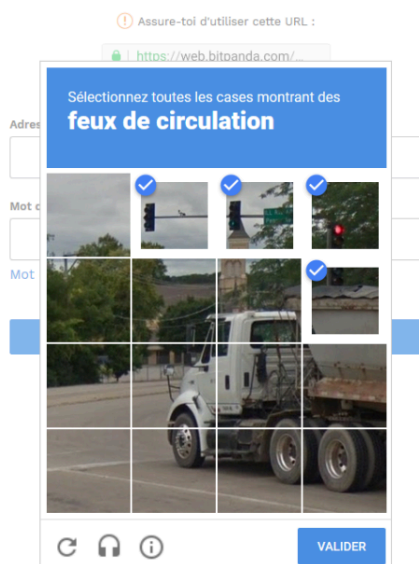 Assure-toi d'utiliser cette URL :
https://web.bitpanda.com/...
Sélectionnez toutes les cases montrant des
feux de circulation
Adres
Mot d
Mot
VALIDER